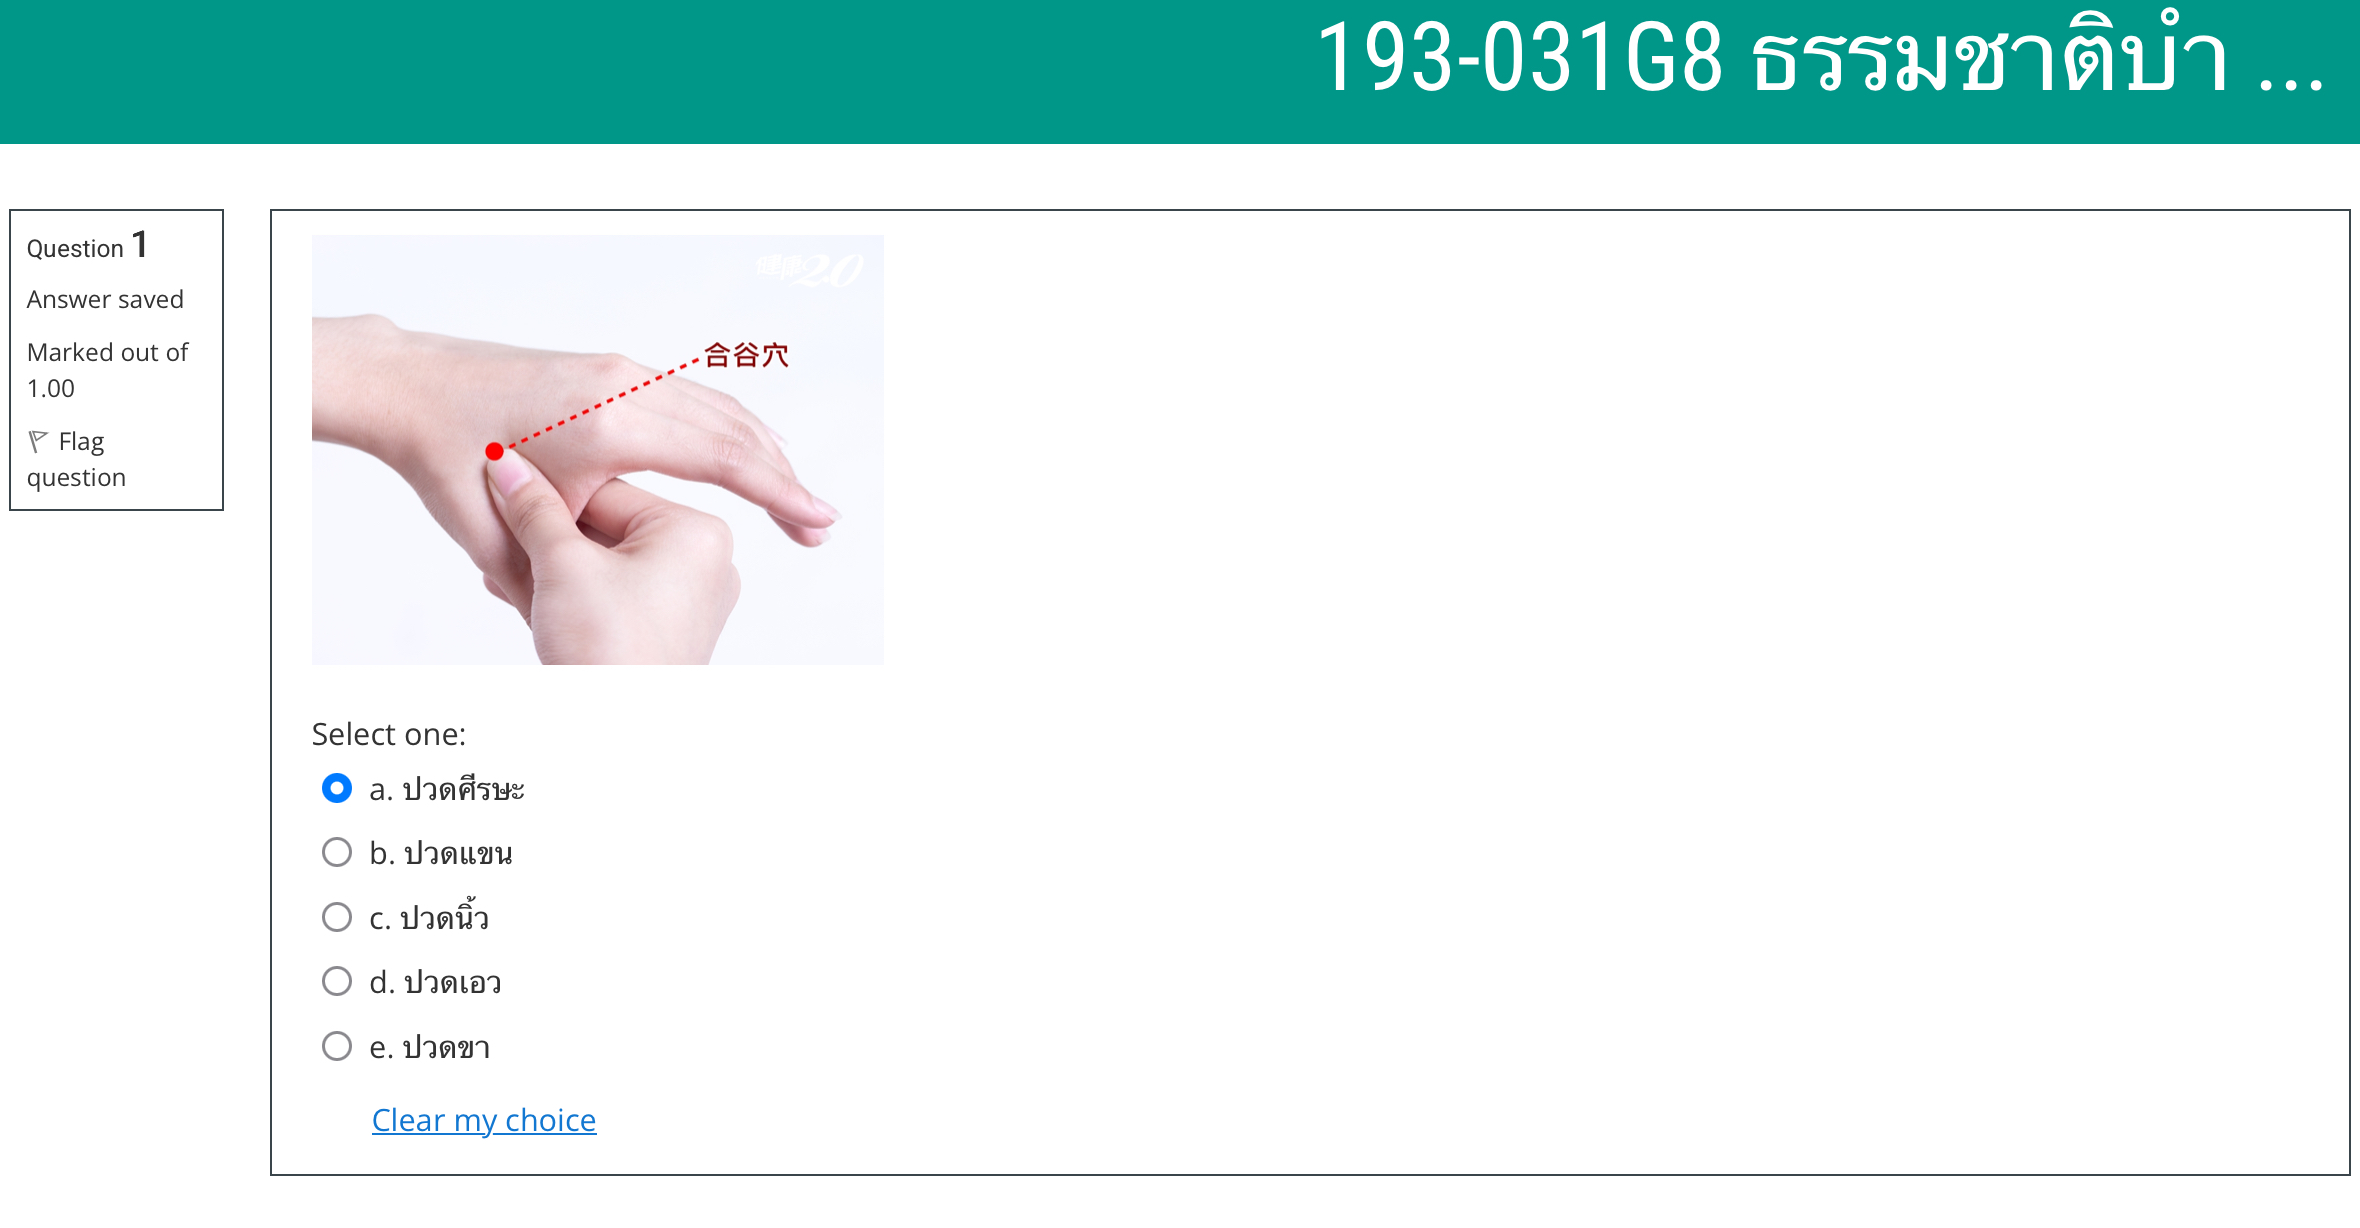 193-031G8 ธรรมชาติบำ ...
Question 1
Answer saved
Marked out of
1.00
Flag
question
健康2.0
合谷穴
Select one:
a. ปวดศีรษะ
b. ปวดแขน
c. ปวดนิ้ว
d. ปวดเอว
e. ปวดขา
Clear my choice